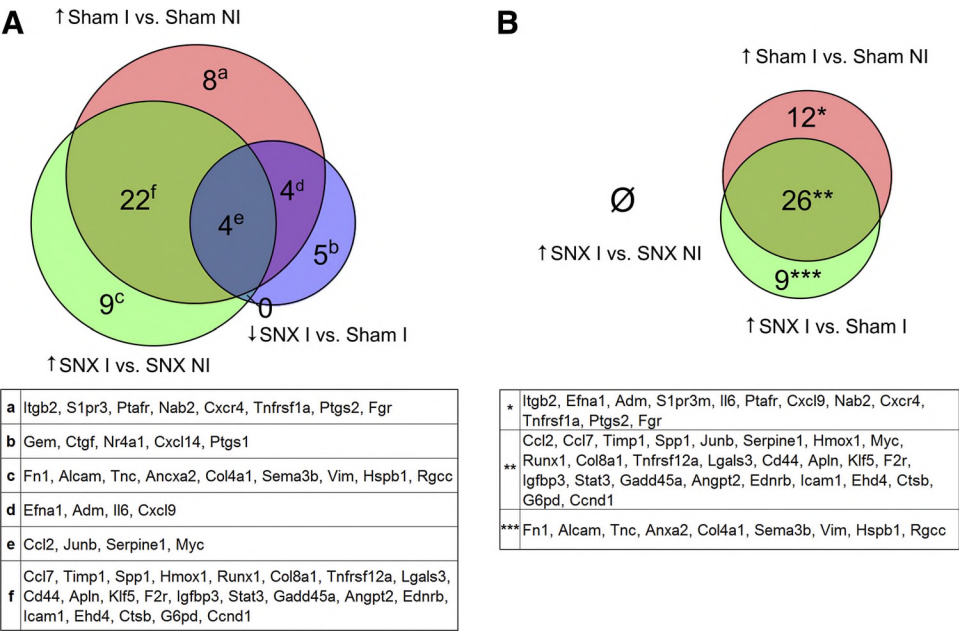 A
↑Sham I vs. Sham NI
8a
22f
4d
4e
5b
9c
0
↓SNX I vs. Sham I
↑SNX I vs. SNX NI
a Itgb2, S1pr3, Ptafr, Nab2, Cxcr4, Tnfrsf1a, Ptgs2, Fgr
b Gem, Ctgf, Nr4a1, Cxcl14, Ptgs1
c Fn1, Alcam, Tnc, Ancxa2, Col4a1, Sema3b, Vim, Hspb1, Rgcc
d Efna1, Adm, Il6, Cxcl9
e Ccl2, Junb, Serpine1, Myc
f Ccl7, Timp1, Spp1, Hmox1, Runx1, Col8a1, Tnfrsf12a, Lgals3,
Cd44, Apln, Klf5, F2r, Igfbp3, Stat3, Gadd45a, Angpt2, Ednrb,
Icam1, Ehd4, Ctsb, G6pd, Ccnd1
B
↑Sham I vs. Sham NI
12*
26**
Ø
↑SNX I vs. SNX NI
9***
↑SNX I vs. Sham I
* Itgb2, Efna1, Adm, S1pr3m, Il6, Ptafr, Cxcl9, Nab2, Cxcr4,
Tnfrsf1a, Ptgs2, Fgr
** Ccl2, Ccl7, Timp1, Spp1, Junb, Serpine1, Hmox1, Myc,
Runx1, Col8a1, Tnfrsf12a, Lgals3, Cd44, Apln, Klf5, F2r,
Igfbp3, Stat3, Gadd45a, Angpt2, Ednrb, Icam1, Ehd4, Ctsb,
G6pd, Ccnd1
*** Fn1, Alcam, Tnc, Anxa2, Col4a1, Sema3b, Vim, Hspb1, Rgcc